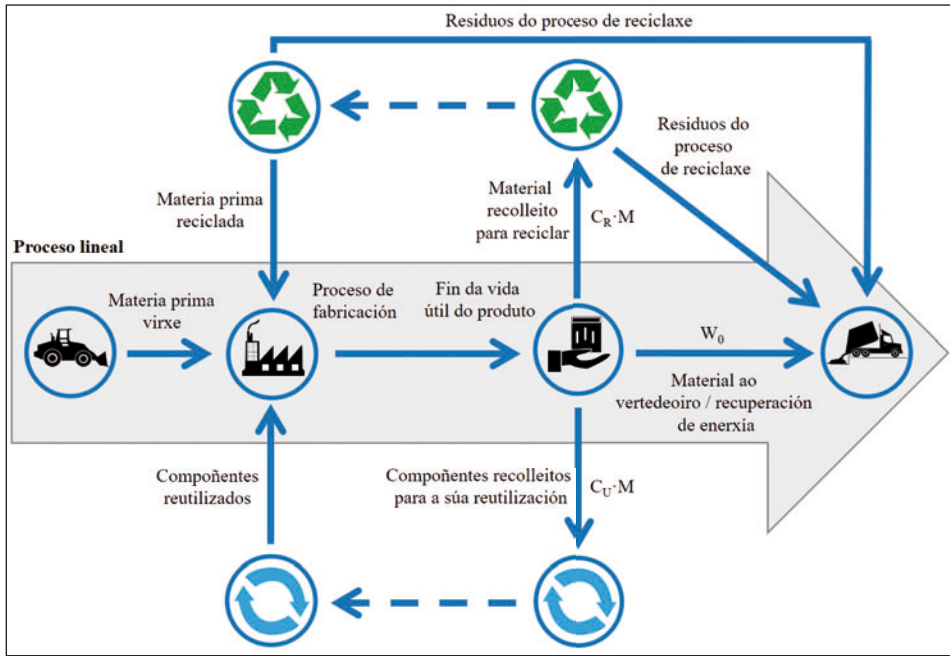 Residuos do proceso de reciclaxe
Residuos do
proceso
de reciclaxe
Materia prima
reciclada
Material
recolleito
para reciclar
C_R·M
Proceso lineal
Materia prima
virxe
Proceso de
fabricación
Fin da vida
útil do produto
W_0
Material ao
vertedeoiro / recuperación
de enerxía
Compoñentes
reutilizados
Compoñentes recolleitos
para a súa reutilización
C_U·M